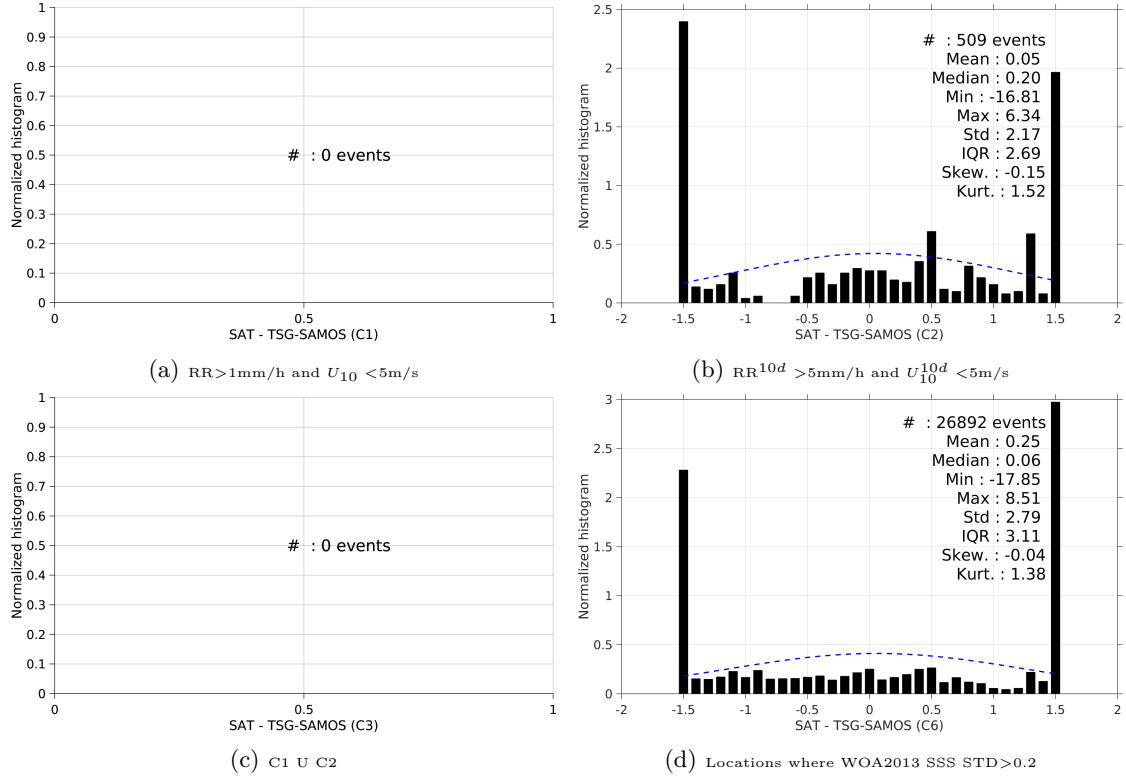 1
0.9
0.8
0.7
0.6
0.5
0.4
0.3
0.2
0.1
0
Normalized histogram
# : 0 events
0 0.5 1
SAT - TSG-SAMOS (C1)
(a) RR>1mm/h and U10 <5m/s
2.5
2
1.5
1
0.5
0
Normalized histogram
# : 509 events
Mean : 0.05
Median : 0.20
Min : -16.81
Max : 6.34
Std : 2.17
IQR : 2.69
Skew. : -0.15
Kurt. : 1.52
-2 -1.5 -1 -0.5 0 0.5 1 1.5 2
SAT - TSG-SAMOS (C2)
(b) RR10d >5mm/h and U10d10 <5m/s
1
0.9
0.8
0.7
0.6
0.5
0.4
0.3
0.2
0.1
0
Normalized histogram
# : 0 events
0 0.5 1
SAT - TSG-SAMOS (C3)
(c) C1 U C2
3
2.5
2
1.5
1
0.5
0
Normalized histogram
# : 26892 events
Mean : 0.25
Median : 0.06
Min : -17.85
Max : 8.51
Std : 2.79
IQR : 3.11
Skew. : -0.04
Kurt. : 1.38
-2 -1.5 -1 -0.5 0 0.5 1 1.5 2
SAT - TSG-SAMOS (C6)
(d) Locations where WOA2013 SSS STD>0.2